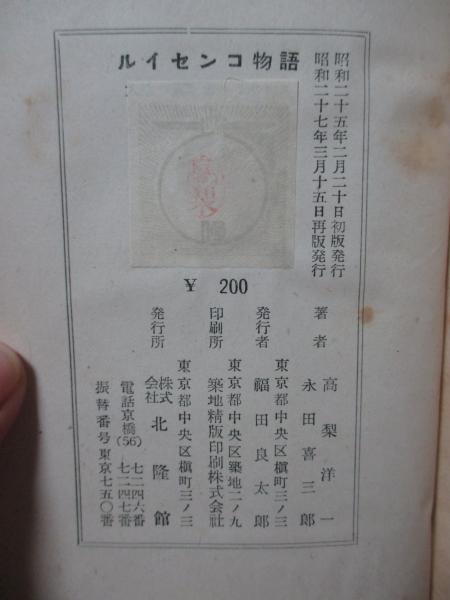 ルイセンコ物語
昭和二十五年二月二十日初版発行
昭和二十七年三月十五日再版発行
高梨
¥ 200
著者 高梨洋一
永田喜三郎
東京都中央区槇町三ノ三
発行者 福田良太郎
東京都中央区築地二ノ九
印刷所 築地精版印刷株式会社
東京都中央区槇町三ノ三
発行所 株式会社 北隆館
電話京橋(56) 七二四六番
七二四七番
振替番号東京七五〇番